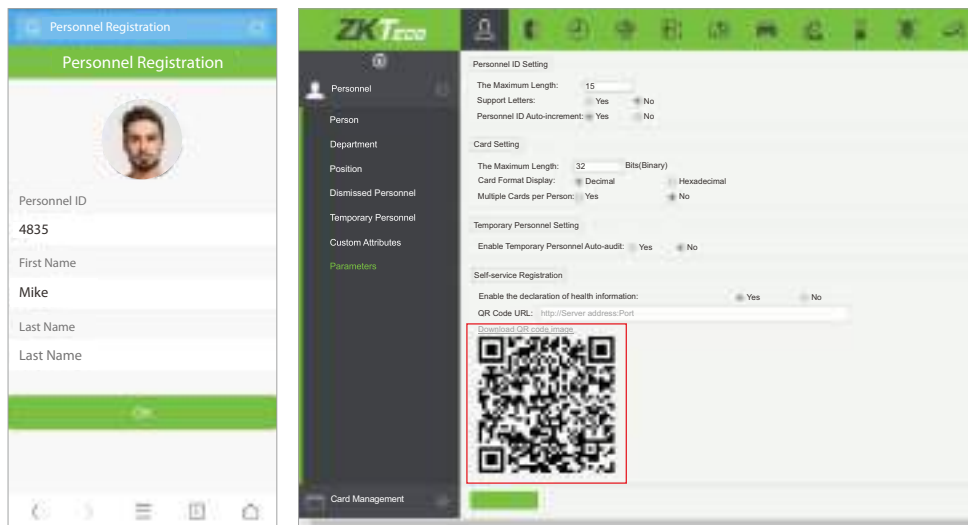 Personnel Registration
Personnel Registration
Personnel ID
4835
First Name
Mike
Last Name
Last Name
OK
ZKTeco
Personnel
Person
Department
Position
Dismissed Personnel
Temporary Personnel
Custom Attributes
Parameters
Card Management
Personnel ID Setting
The Maximum Length: 15
Support Letters: Yes No
Personnel ID Auto-increment: Yes No
Card Setting
The Maximum Length: 32 Bits(Binary)
Card Format Display: Decimal Hexadecimal
Multiple Cards per Person: Yes No
Temporary Personnel Setting
Enable Temporary Personnel Auto-audit: Yes No
Self-service Registration
Enable the declaration of health information: Yes No
QR Code URL: http://Server address:Port
Download QR code image